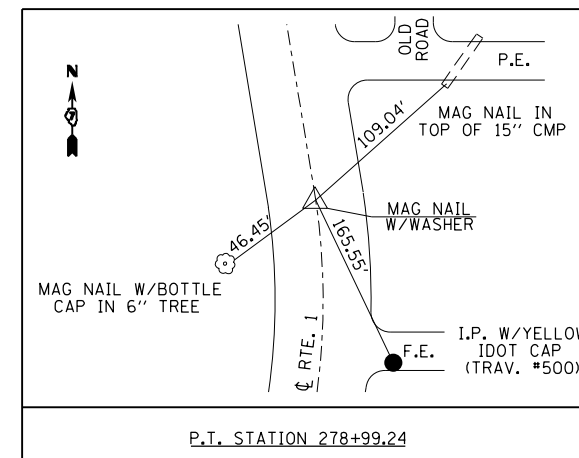 OLD
ROAD
P.E.
N
109.04'
MAG NAIL IN
TOP OF 15" CMP
MAG NAIL
W/WASHER
46.45'
165.55'
MAG NAIL W/BOTTLE
CAP IN 6" TREE
℄ RTE. 1
I.P. W/YELLOW
IDOT CAP
(TRAV. #500)
F.E.
P.T. STATION 278+99.24